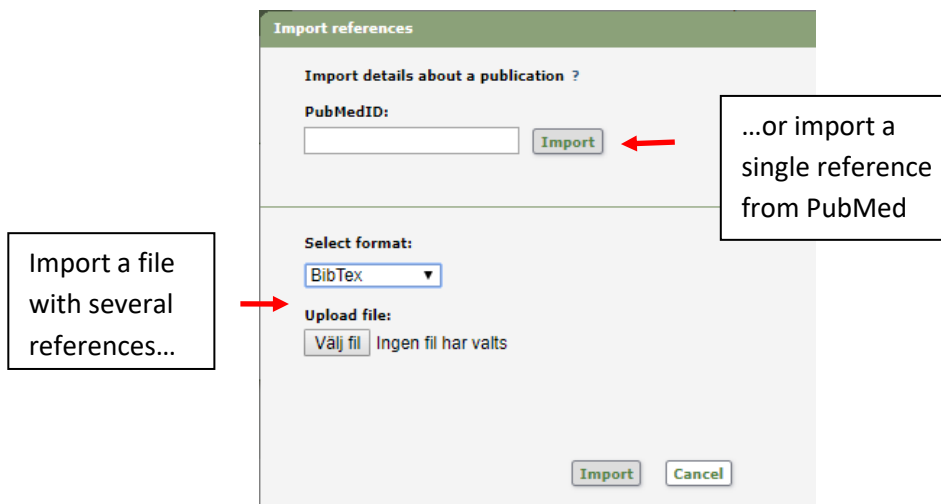 Import references
Import details about a publication ?
PubMedID:
Import
…or import a
single reference
from PubMed
Import a file
with several
references…
Select format:
BibTex
Upload file:
Välj fil Ingen fil har valts
Import Cancel